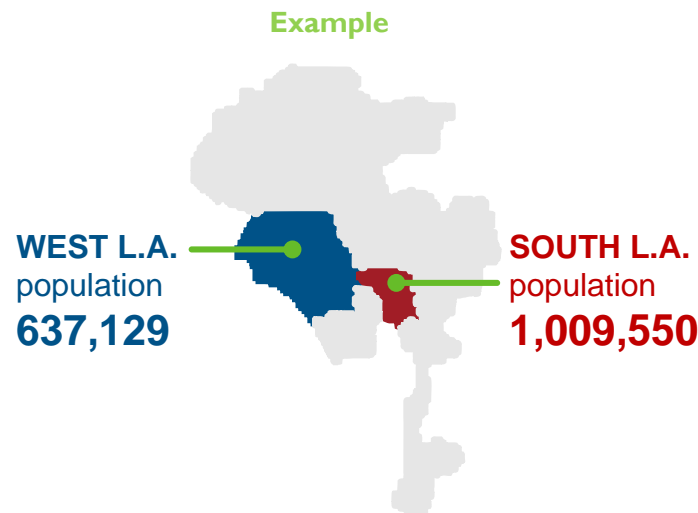 Example
WEST L.A.
population
637,129
SOUTH L.A.
population
1,009,550